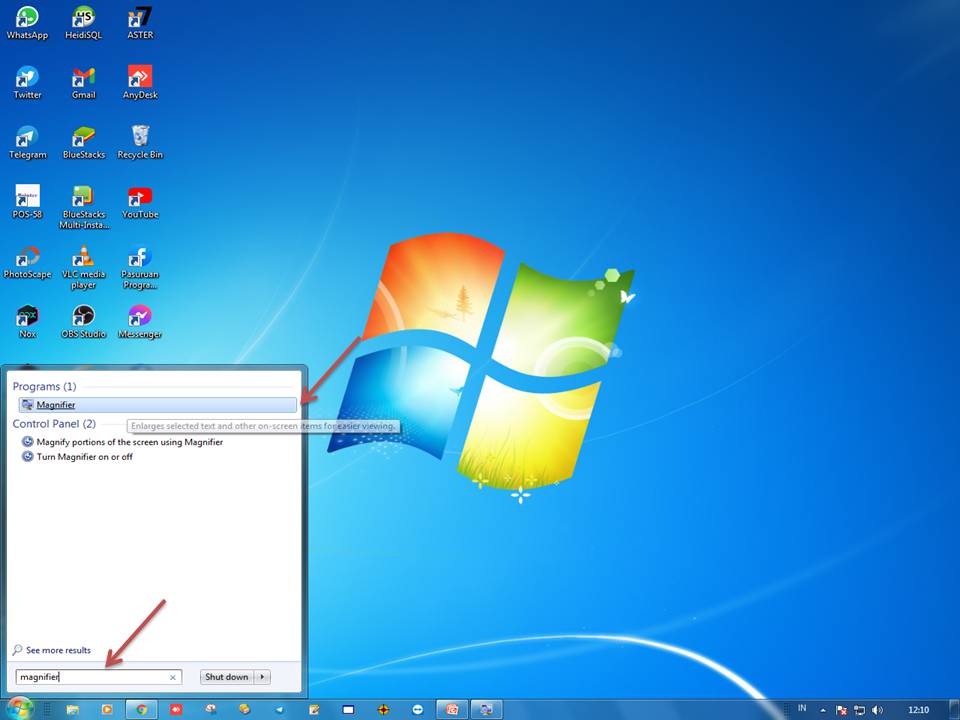 WhatsApp
HeidiSQL
ASTER
Twitter
Gmail
AnyDesk
Telegram
BlueStacks
Recycle Bin
POS-58
BlueStacks
Multi-Insta...
YouTube
PhotoScape
VLC media
player
Pasuruan
Progra...
Nox
OBS Studio
Messenger
Programs (1)
Magnifier
Control Panel (2)
Enlarges selected text and other on-screen items for easier viewing.
Magnify portions of the screen using Magnifier
Turn Magnifier on or off
See more results
magnifier
Shut down
IN
12:10